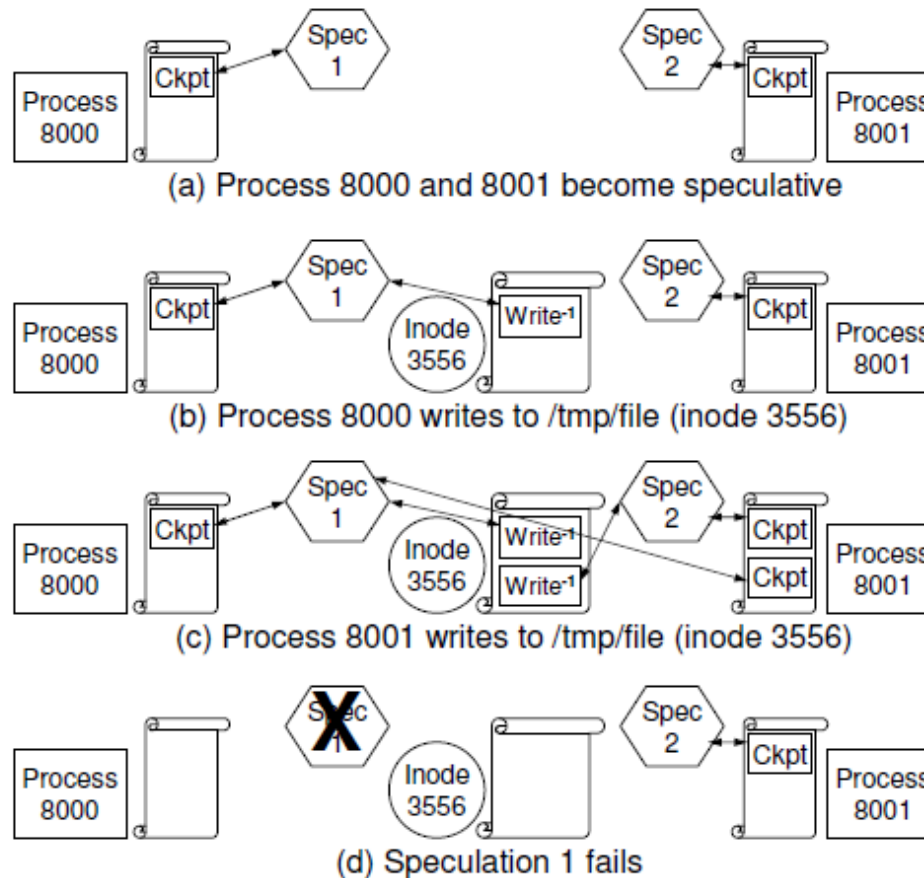 Spec
1
Spec
2
Ckpt
Ckpt
Process
8000
Process
8001
(a) Process 8000 and 8001 become speculative
Spec
1
Spec
2
Ckpt
Write-1
Ckpt
Process
8000
Inode
3556
Process
8001
(b) Process 8000 writes to /tmp/file (inode 3556)
Spec
1
Spec
2
Ckpt
Write-1
Ckpt
Process
8000
Inode
3556
Write-1
Ckpt
Process
8001
(c) Process 8001 writes to /tmp/file (inode 3556)
Spec
1
X
Spec
2
Ckpt
Process
8000
Inode
3556
Process
8001
(d) Speculation 1 fails